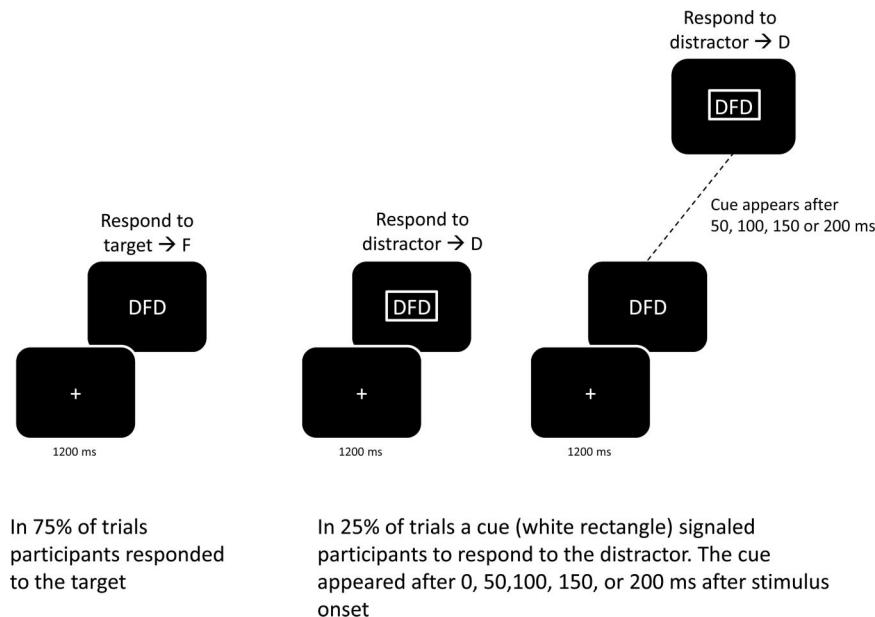 Respond to
distractor → D
DFD
Cue appears after
50, 100, 150 or 200 ms
Respond to
target → F
DFD
+
1200 ms
Respond to
distractor → D
DFD
+
1200 ms
DFD
+
1200 ms
In 75% of trials
participants responded
to the target
In 25% of trials a cue (white rectangle) signaled
participants to respond to the distractor. The cue
appeared after 0, 50,100, 150, or 200 ms after stimulus
onset